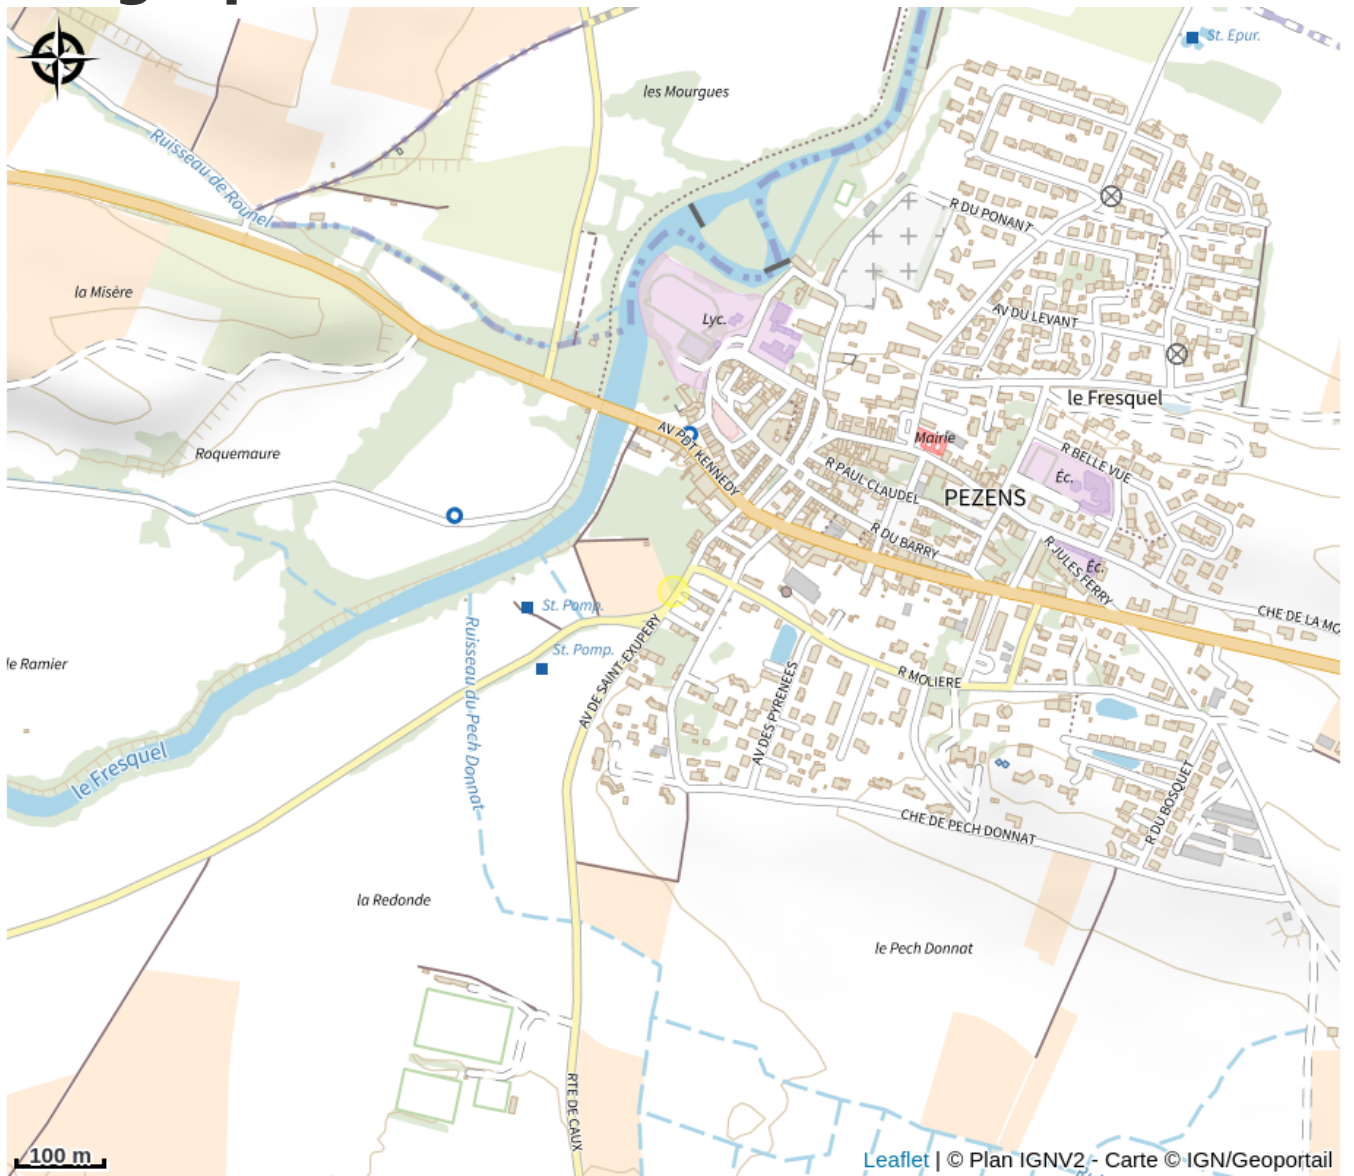 St. Epur.
les Mourgues
Ruisseau de Rounel
R DU PONANT
la Misère
AV DU LEVANT
Lyc.
le Fresquel
AV PDT KENNEDY
Mairie
Roquemaure
R BELLE VUE
R PAUL CLAUDEL
Éc.
PEZENS
R DU BARRY
R JULES FERRY
Éc.
St. Pomp.
CHE DE LA MO
Ruisseau du Pech Donnat
St. Pomp.
AV DE SAINT-EXUPERY
le Ramier
R MOLIERE
AV DES PYRENEES
le Fresquel
R DU BOSQUET
CHE DE PECH DONNAT
la Redonde
le Pech Donnat
RTE DE CAUX
100 m
Leaflet | © Plan IGNV2 - Carte © IGN/Geoportail